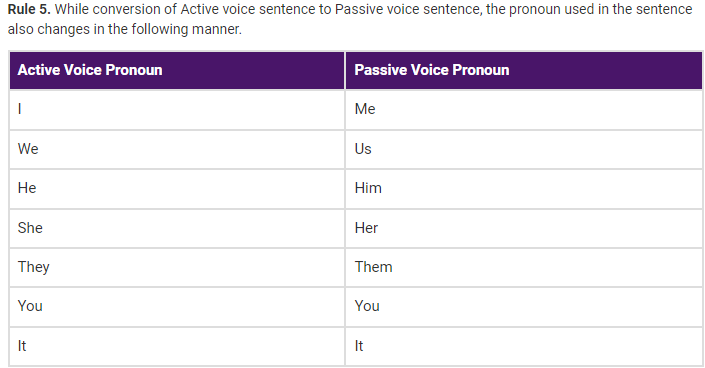 Rule 5. While conversion of Active voice sentence to Passive voice sentence, the pronoun used in the sentence
also changes in the following manner.
Active Voice Pronoun Passive Voice Pronoun
I Me
We Us
He Him
She Her
They Them
You You
It It